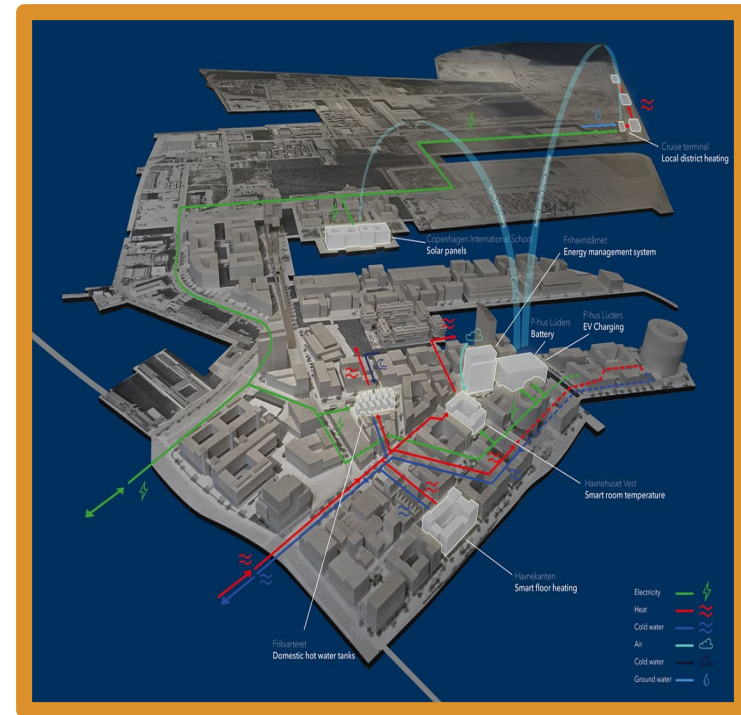 Cruise terminal
Local district heating
Copenhagen International School
Solar panels
Frihavnstårnet
Energy management system
P-hus Lüders
Battery
P-hus Lüders
EV Charging
Havnehuset Vest
Smart room temperature
Havnekanten
Smart floor heating
Frikvarteret
Domestic hot water tanks
Electricity
Heat
Cold water
Air
Cold water
Ground water